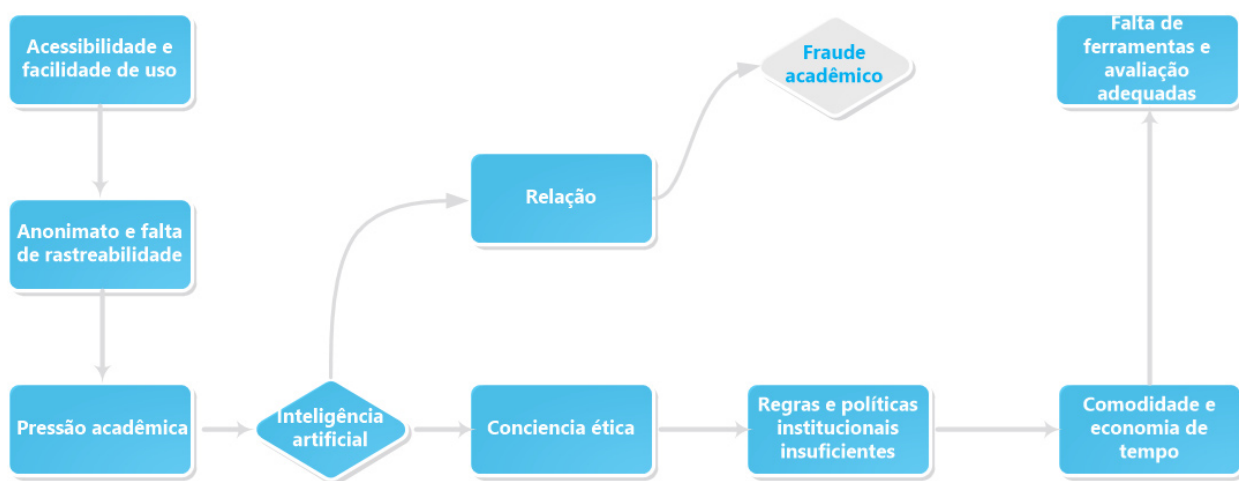 Acessibilidade e
facilidade de uso
Anonimato e falta
de rastreabilidade
Pressão acadêmica
Inteligência
artificial
Relação
Fraude
acadêmico
Conciencia ética
Regras e políticas
institucionais
insuficientes
Comodidade e
economia de
tempo
Falta de
ferramentas e
avaliação
adequadas